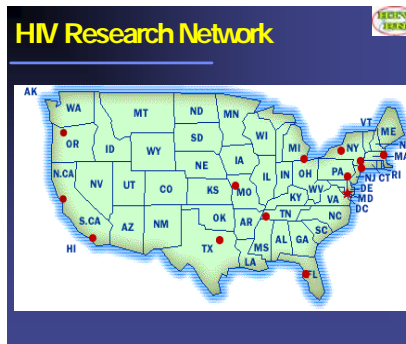 HIV Research Network
AK
WA
MT
ND
MN
VT
ME
OR
ID
WY
SD
WI
MI
NY
N
MA
N.CA
NV
UT
CO
NE
IA
IL
IN
OH
PA
NJ CT RI
KS
MO
WV
VA
DE
MD
DC
KY
S.CA
AZ
NM
OK
AR
TN
NC
SC
HI
TX
MS
AL
GA
LA
FL